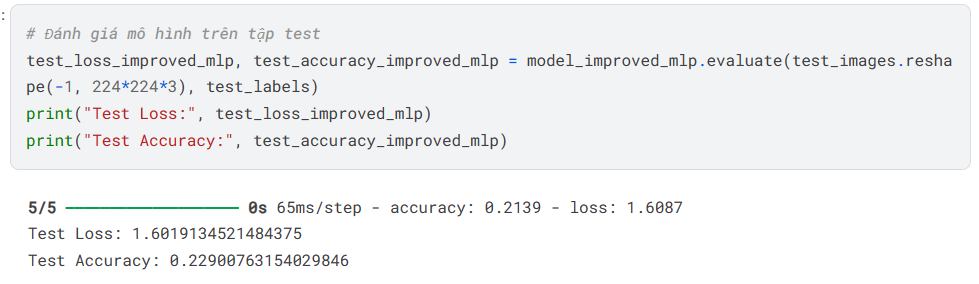 :
# Đánh giá mô hình trên tập test
test_loss_improved_mlp, test_accuracy_improved_mlp = model_improved_mlp.evaluate(test_images.resha
pe(-1, 224*224*3), test_labels)
print("Test Loss:", test_loss_improved_mlp)
print("Test Accuracy:", test_accuracy_improved_mlp)
5/5 ━━━━━━━━━━━━━━━━━━━━ 0s 65ms/step - accuracy: 0.2139 - loss: 1.6087
Test Loss: 1.6019134521484375
Test Accuracy: 0.22900763154029846